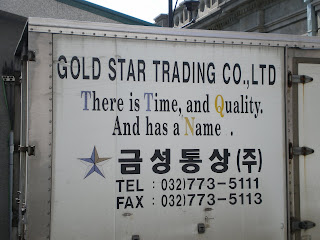 GOLD STAR TRADING CO.,LTD
There is Time, and Quality.
And has a Name .
금성통상(주)
TEL : 032)773-5111
FAX : 032)773-5113